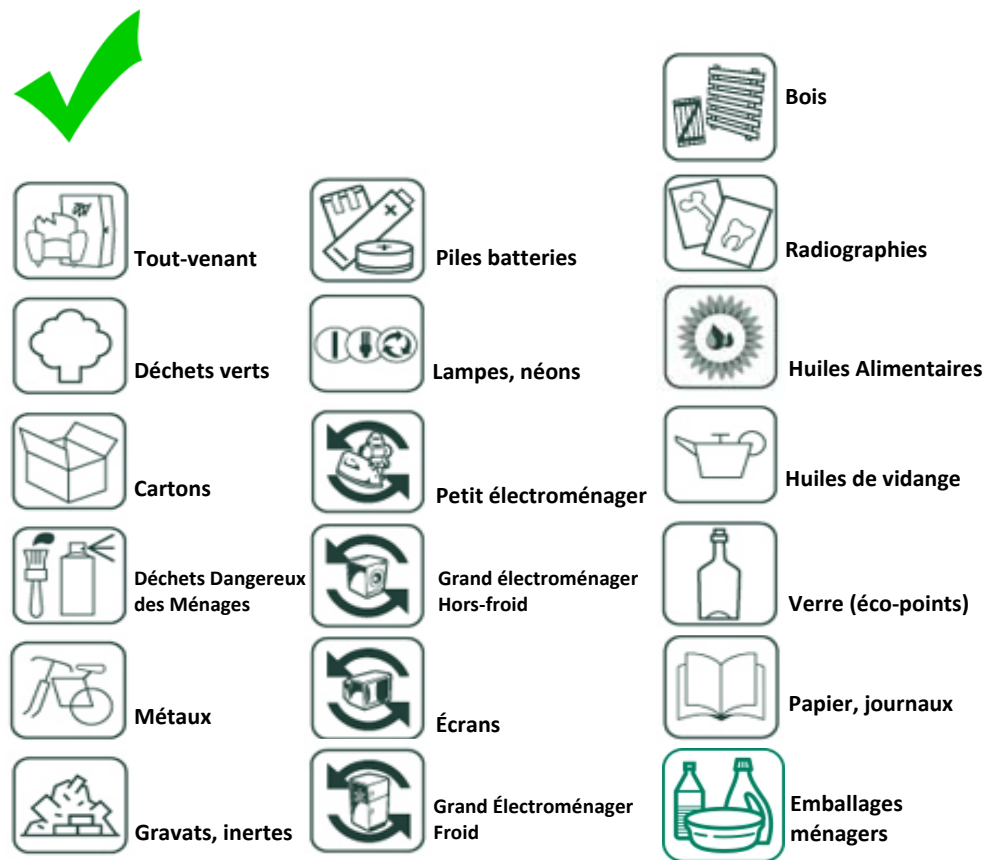 Bois
Tout-venant
Piles batteries
Radiographies
Déchets verts
Lampes, néons
Huiles Alimentaires
Cartons
Petit électroménager
Huiles de vidange
Déchets Dangereux
des Ménages
Grand électroménager
Hors-froid
Verre (éco-points)
Métaux
Écrans
Papier, journaux
Gravats, inertes
Grand Électroménager
Froid
Emballages
ménagers